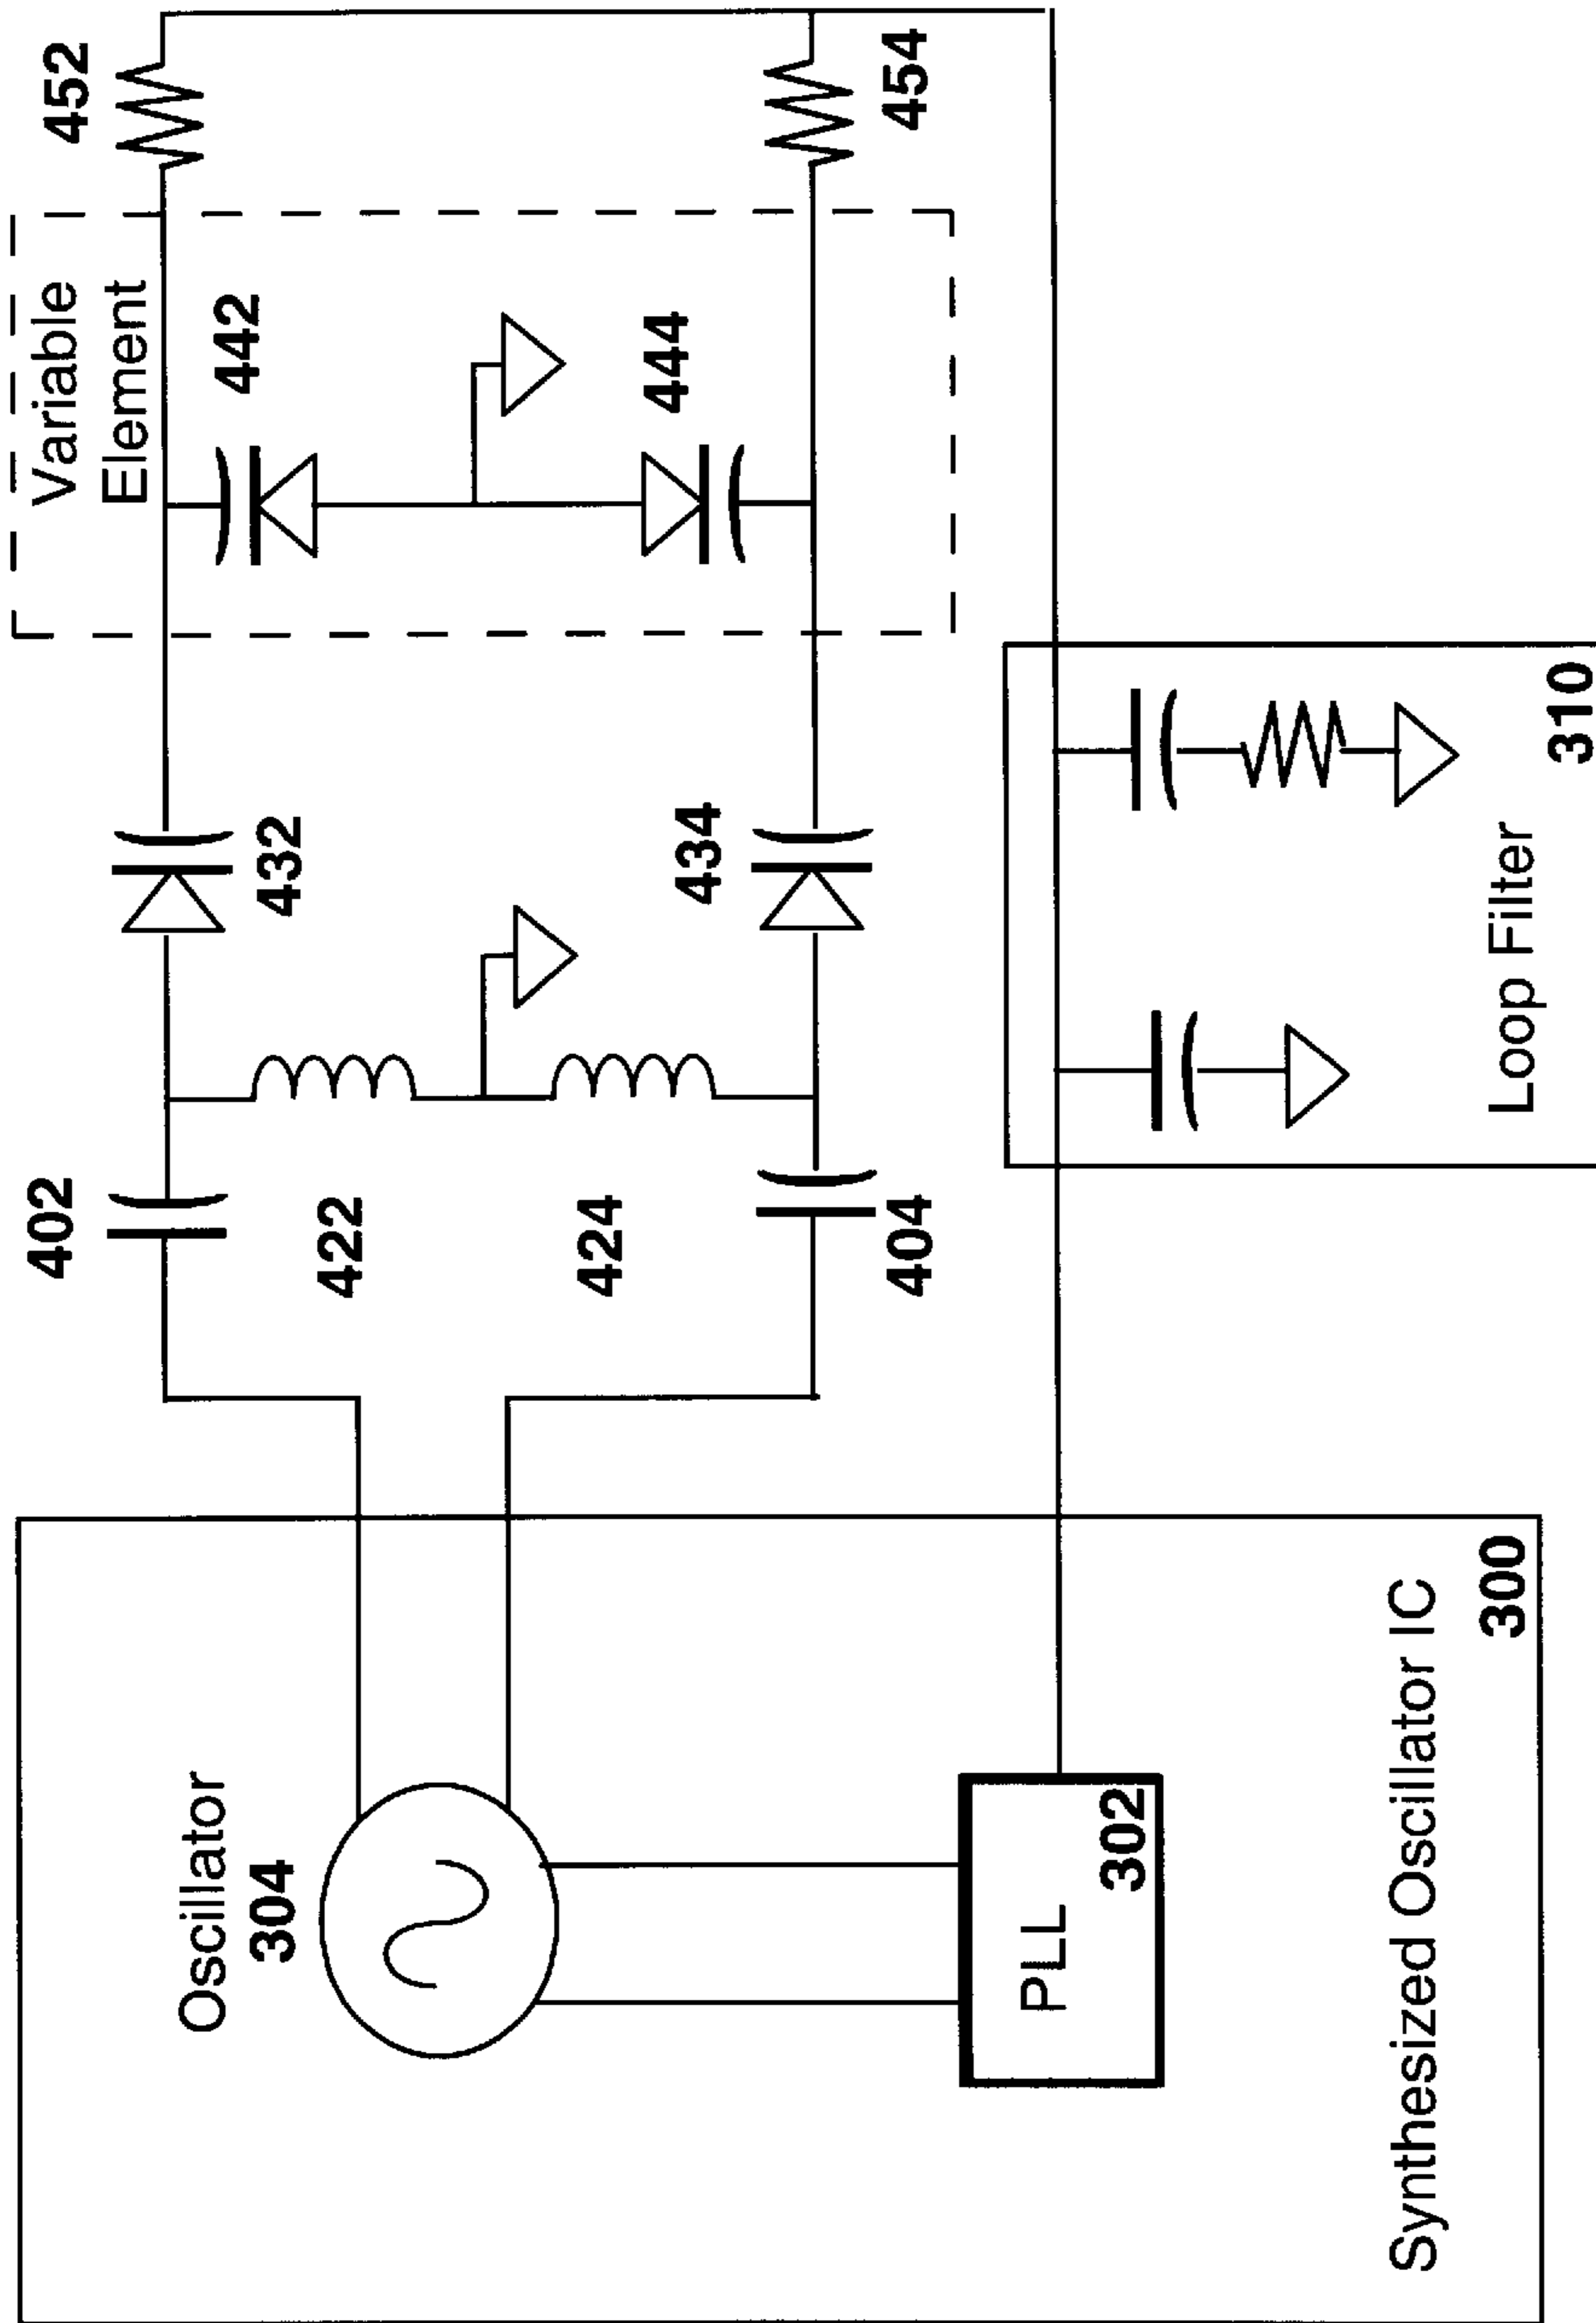 Oscillator
304
PLL
302
Synthesized Oscillator IC
300
402
422
424
404
432
434
Variable
Element
442
444
452
454
Loop Filter
310